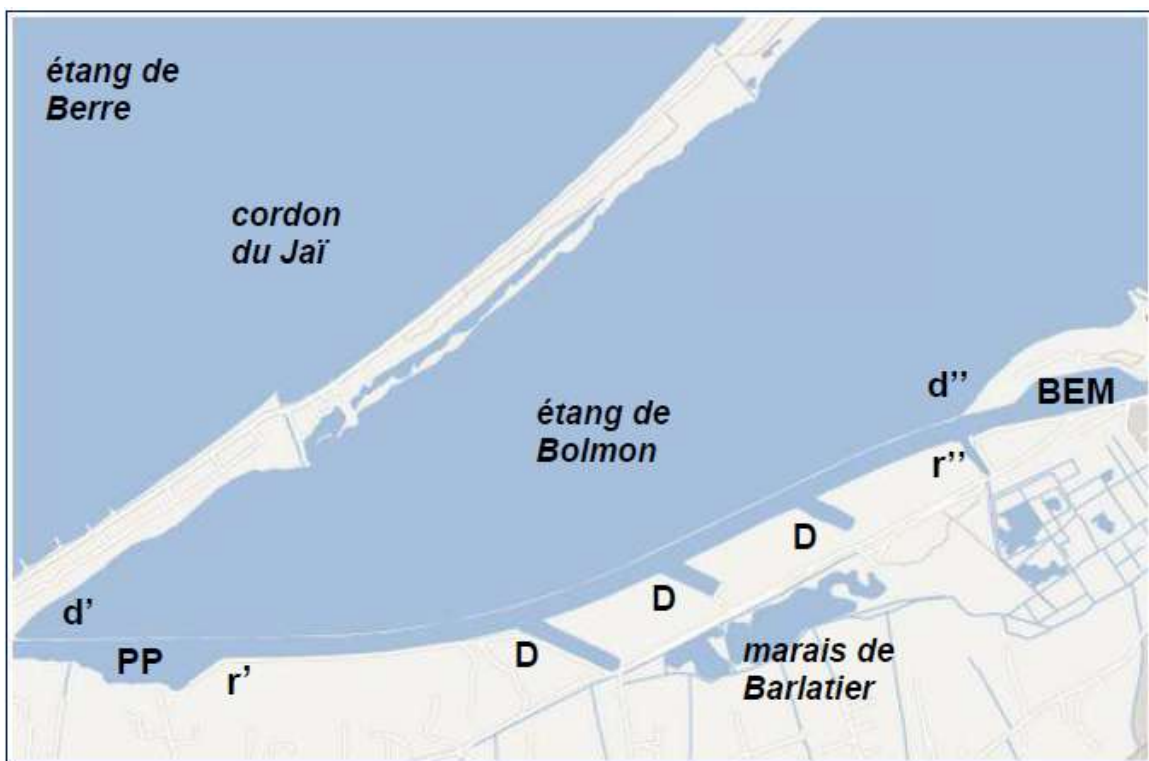 étang de
Berre
cordon
du Jaï
étang de
Bolmon
d''
BEM
r''
D
D
D
d'
PP
r'
marais de
Barlatier